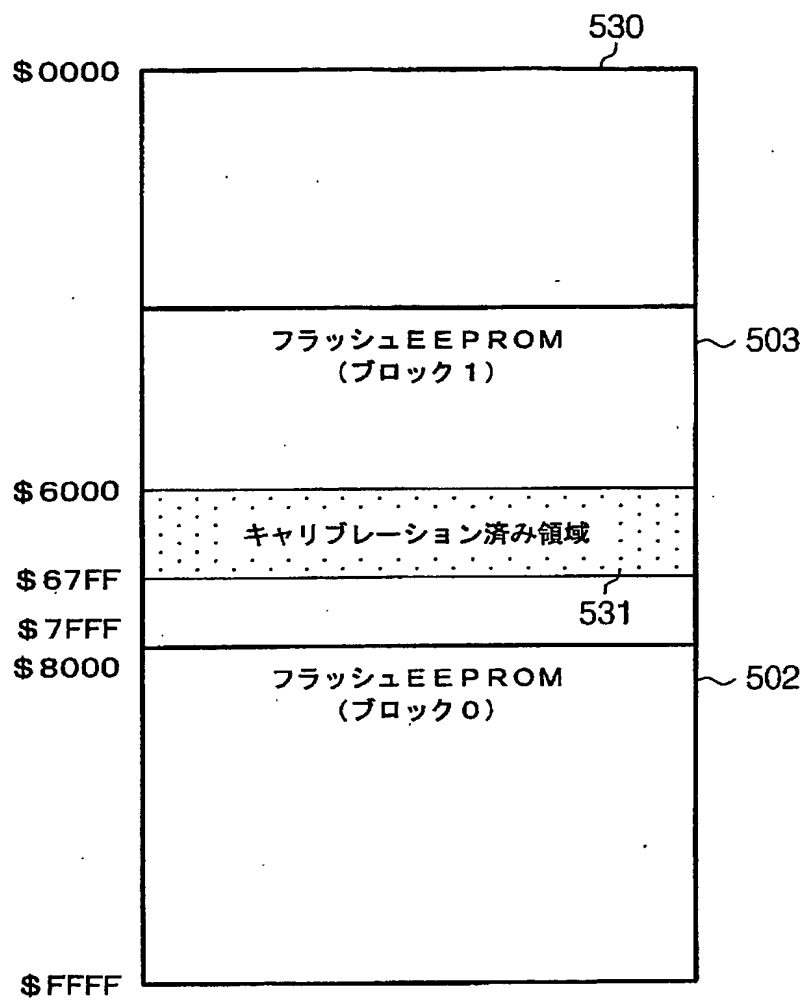 530
$0000
フラッシュEEPROM
(ブロック1)
503
$6000
キャリブレーション済み領域
$67FF
531
$7FFF
$8000
フラッシュEEPROM
(ブロック0)
502
$FFFF